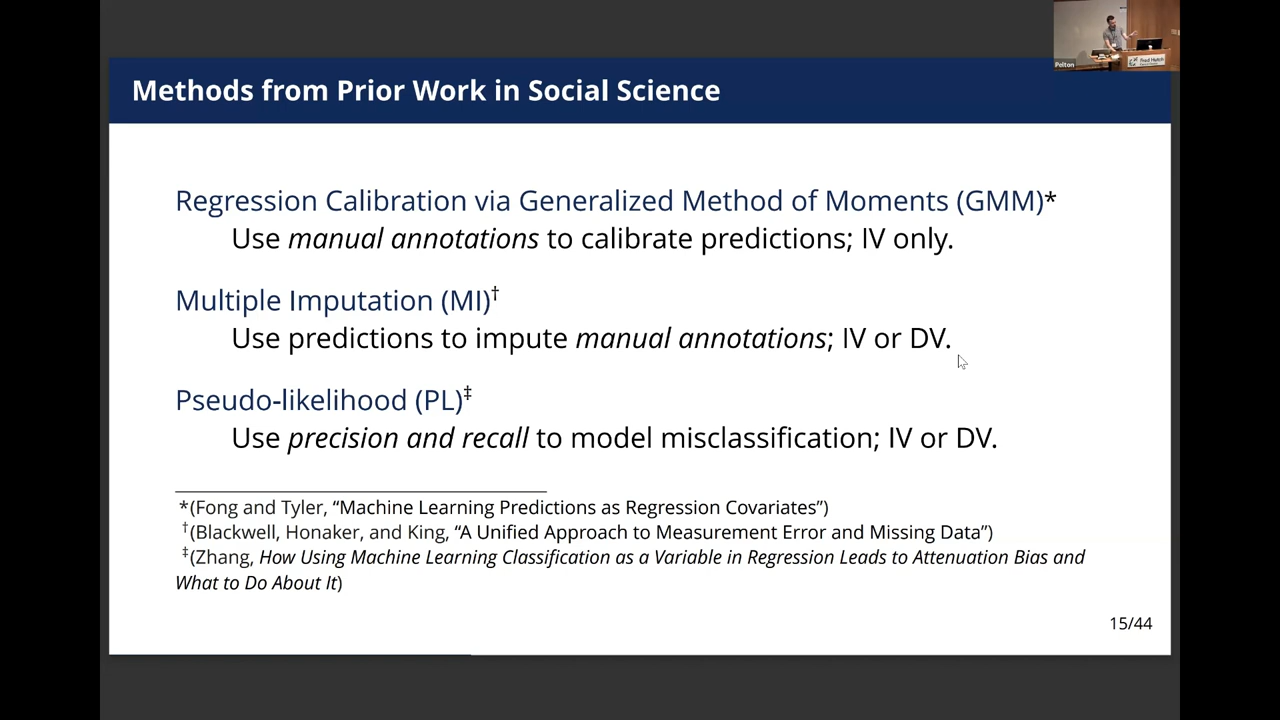 Methods from Prior Work in Social Science
Regression Calibration via Generalized Method of Moments (GMM)*
Use manual annotations to calibrate predictions; IV only.
Multiple Imputation (MI)†
Use predictions to impute manual annotations; IV or DV.
Pseudo-likelihood (PL)‡
Use precision and recall to model misclassification; IV or DV.
*(Fong and Tyler, “Machine Learning Predictions as Regression Covariates”)
†(Blackwell, Honaker, and King, “A Unified Approach to Measurement Error and Missing Data”)
‡(Zhang, How Using Machine Learning Classification as a Variable in Regression Leads to Attenuation Bias and
What to Do About It)
15/44
Pelton
Fred Hutch